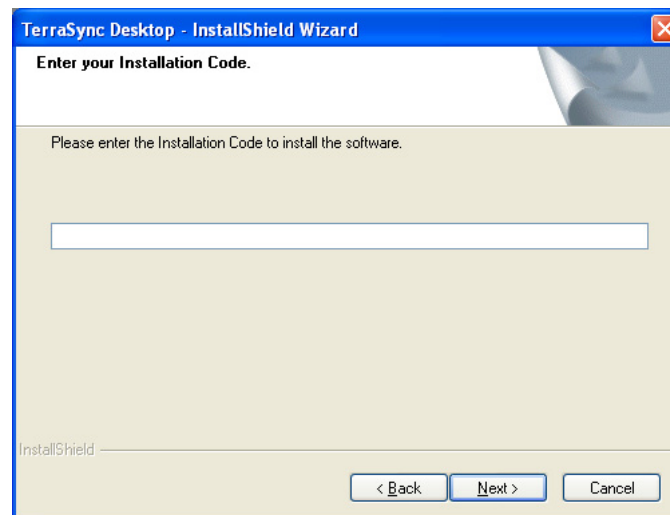 TerraSync Desktop - InstallShield Wizard
Enter your Installation Code.
Please enter the Installation Code to install the software.
InstallShield
< Back Next > Cancel